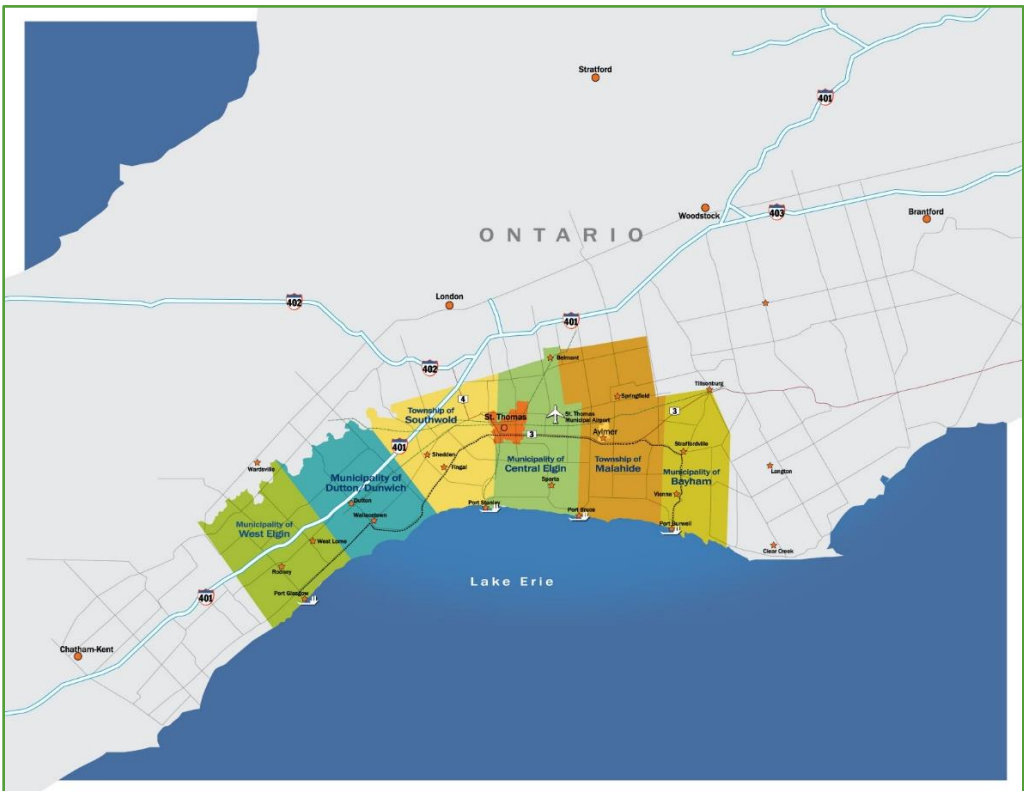 Stratford
401
Woodstock
403
Brantford
ONTARIO
London
402
401
402
Belmont
Tillsonburg
Springfield
4
3
Township of
Southwold
St. Thomas
St. Thomas
Municipal Airport
Aylmer
3
401
Straffordville
Shedden
Fingal
Municipality of
Central Elgin
Township of
Malahide
Wardsville
Langton
Municipality of
Dutton/Dunwich
Municipality of
Bayham
Sparta
Vienna
Dutton
Port Stanley
Port Bruce
Wallacetown
Municipality of
West Elgin
Port Burwell
West Lorne
Clear Creek
Rodney
Lake Erie
Port Glasgow
401
Chatham-Kent